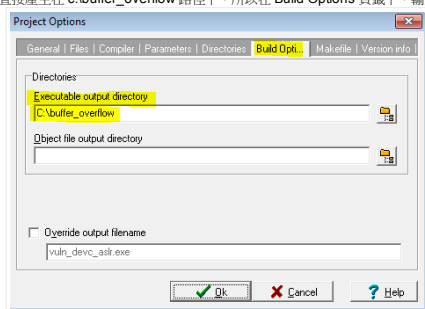 直接產生在 c:\buffer_overflow 路徑下，所以在 Build Options 頁籤下，輸
Project Options
General | Files | Compiler | Parameters | Directories | Build Opti... | Makefile | Version info |
Directories
Executable output directory
C:\buffer_overflow
Object file output directory
Override output filename
vuln_devc_aslr.exe
Ok
Cancel
Help